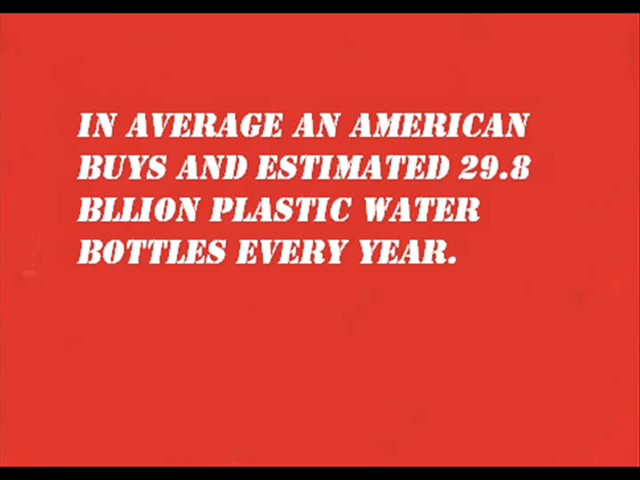 IN AVERAGE AN AMERICAN
BUYS AND ESTIMATED 29.8
BLLION PLASTIC WATER
BOTTLES EVERY YEAR.